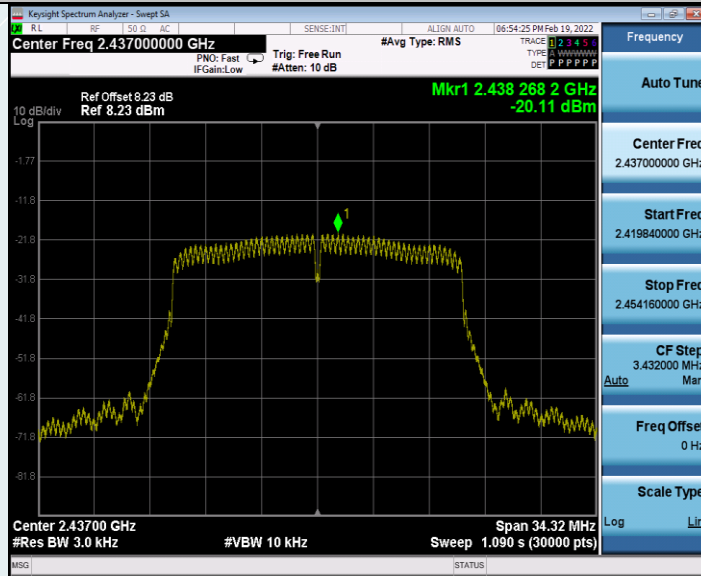 Keysight Spectrum Analyzer - Swept SA
RL RF 50 Ω AC SENSE:INT ALIGN AUTO 06:54:25 PM Feb 19, 2022
Center Freq 2.437000000 GHz
PNO: Fast
IFGain:Low
Trig: Free Run
#Atten: 10 dB
#Avg Type: RMS
TRACE 1 2 3 4 5 6
TYPE A WWWWW
DET P P P P P P
Ref Offset 8.23 dB
10 dB/div Ref 8.23 dBm
Log
Mkr1 2.438 268 2 GHz
-20.11 dBm
1
-1.77
-11.8
-21.8
-31.8
-41.8
-51.8
-61.8
-71.8
-81.8
Center 2.43700 GHz Span 34.32 MHz
#Res BW 3.0 kHz #VBW 10 kHz Sweep 1.090 s (30000 pts)
MSG STATUS
Frequency
Auto Tune
Center Freq
2.437000000 GHz
Start Freq
2.419840000 GHz
Stop Freq
2.454160000 GHz
CF Step
3.432000 MHz
Auto Man
Freq Offset
0 Hz
Scale Type
Log Lin